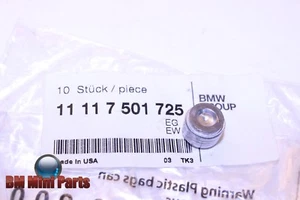 10 Stück / piece
BMW
GROUP
11 11 7 501 725
EG
EW
Made in USA
03 TK3
BM Mini Parts
Warning Plastic bags can